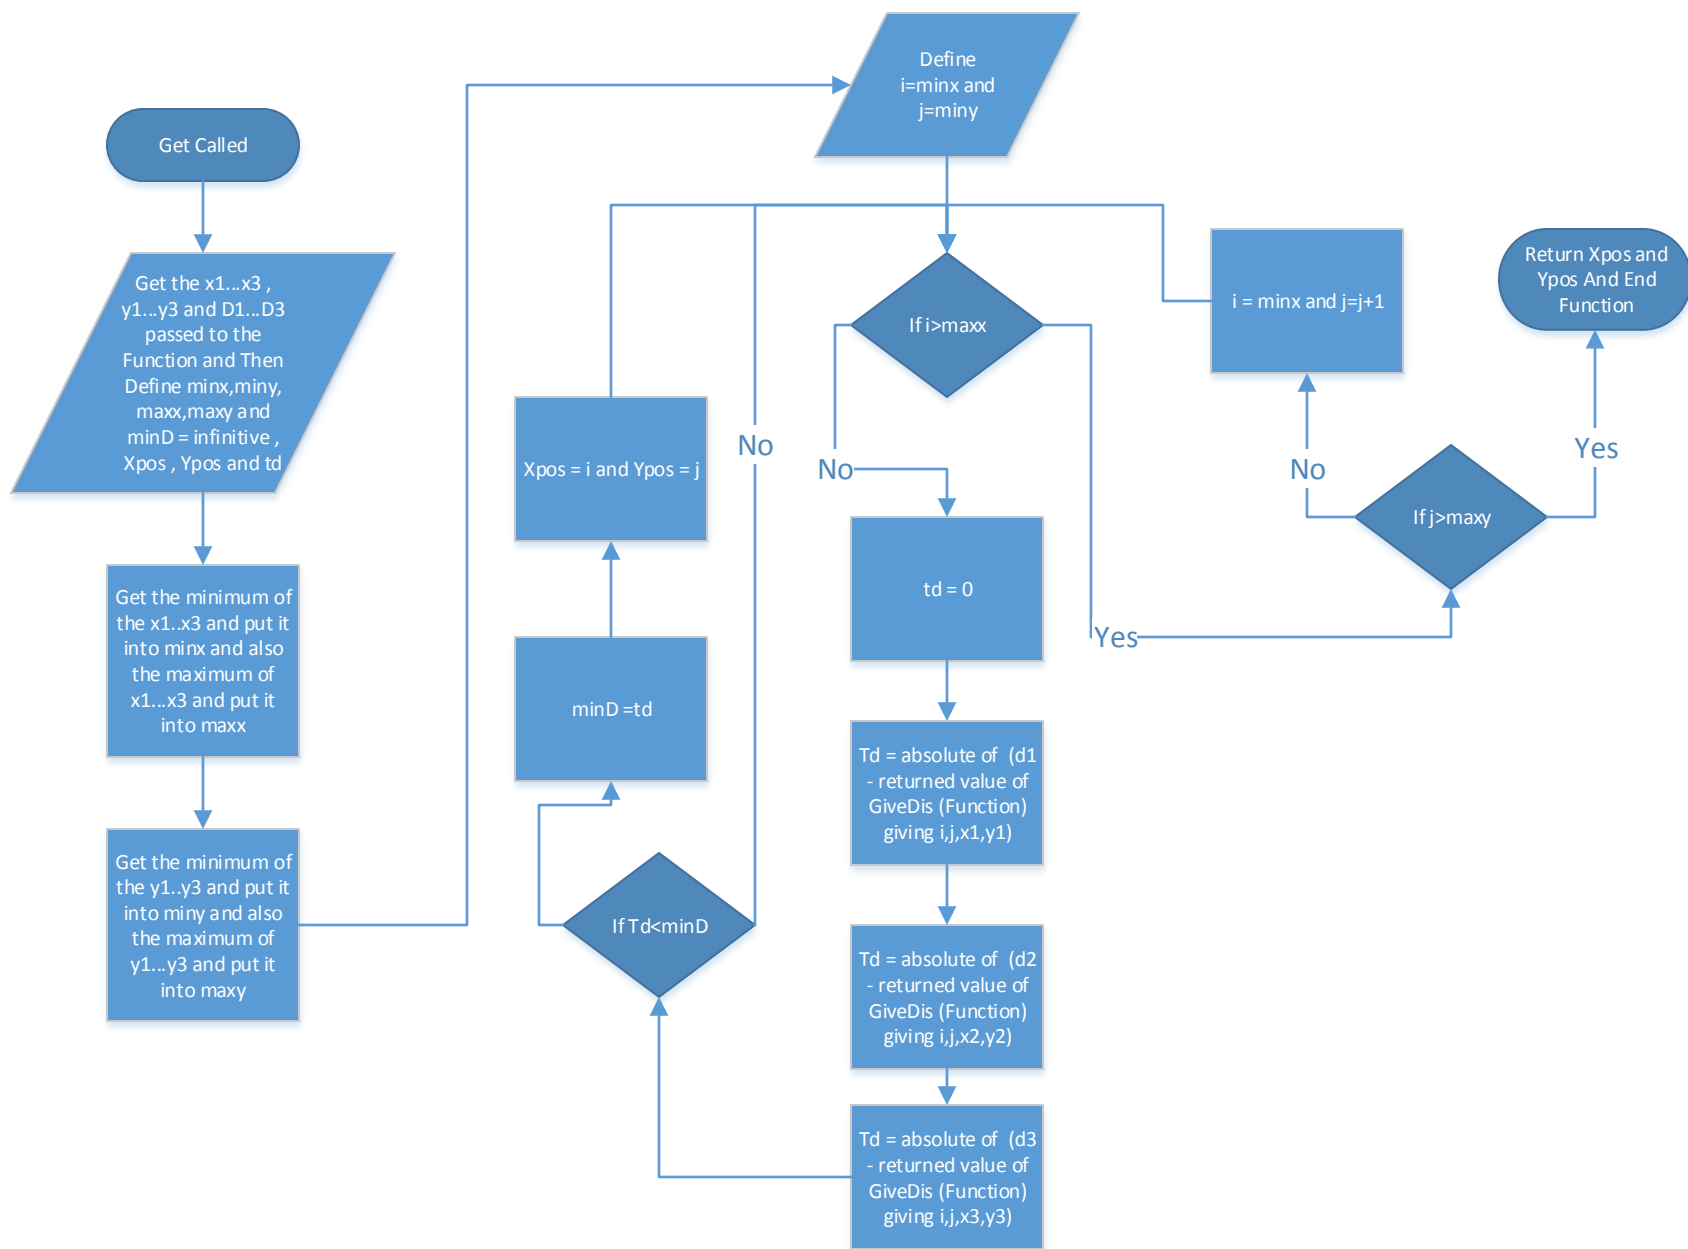 Get Called
Get the x1...x3 ,
y1...y3 and D1...D3
passed to the
Function and Then
Define minx,miny,
maxx,maxy and
minD = infinitive ,
Xpos , Ypos and td
Get the minimum of
the x1..x3 and put it
into minx and also
the maximum of
x1...x3 and put it
into maxx
Get the minimum of
the y1..y3 and put it
into miny and also
the maximum of
y1...y3 and put it
into maxy
Define
i=minx and
j=miny
If i>maxx
No
Yes
td = 0
Td = absolute of (d1
- returned value of
GiveDis (Function)
giving i,j,x1,y1)
Td = absolute of (d2
- returned value of
GiveDis (Function)
giving i,j,x2,y2)
Td = absolute of (d3
- returned value of
GiveDis (Function)
giving i,j,x3,y3)
If Td<minD
No
minD =td
Xpos = i and Ypos = j
If j>maxy
No
Yes
i = minx and j=j+1
Return Xpos and
Ypos And End
Function